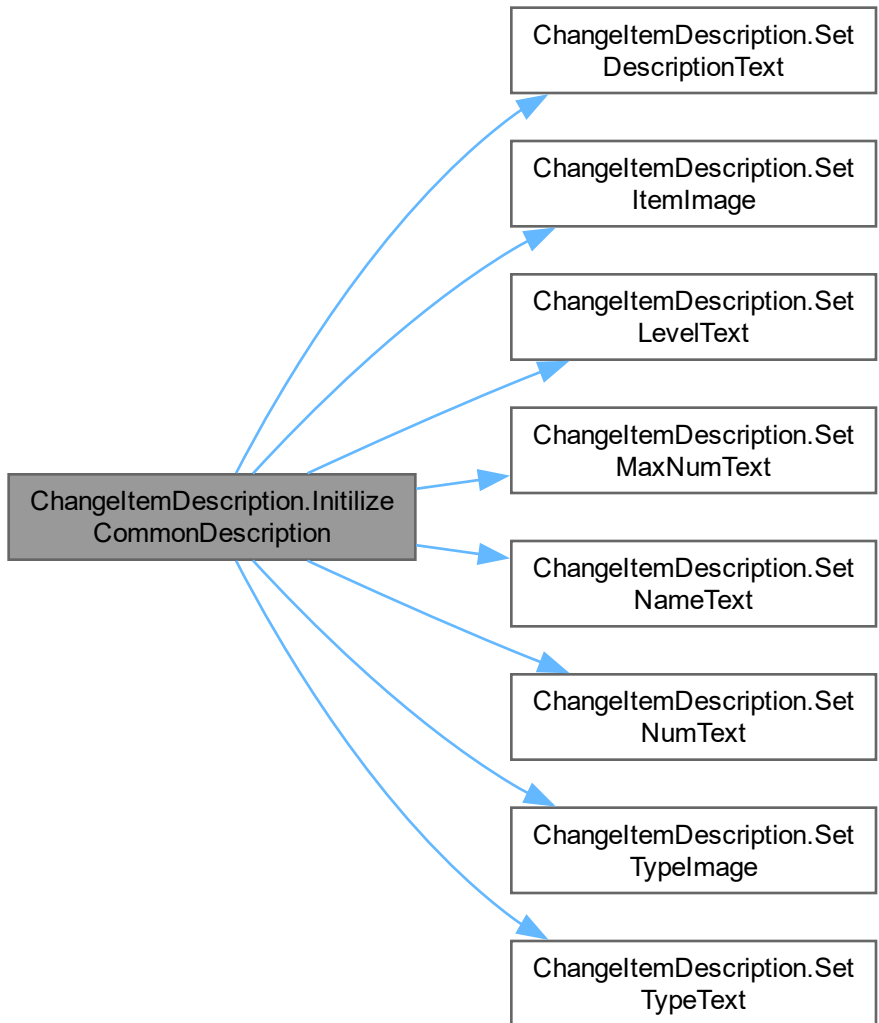 ChangeItemDescription.Set
DescriptionText
ChangeItemDescription.Set
ItemImage
ChangeItemDescription.Set
LevelText
ChangeItemDescription.Set
MaxNumText
ChangeItemDescription.Initilize
CommonDescription
ChangeItemDescription.Set
NameText
ChangeItemDescription.Set
NumText
ChangeItemDescription.Set
TypeImage
ChangeItemDescription.Set
TypeText